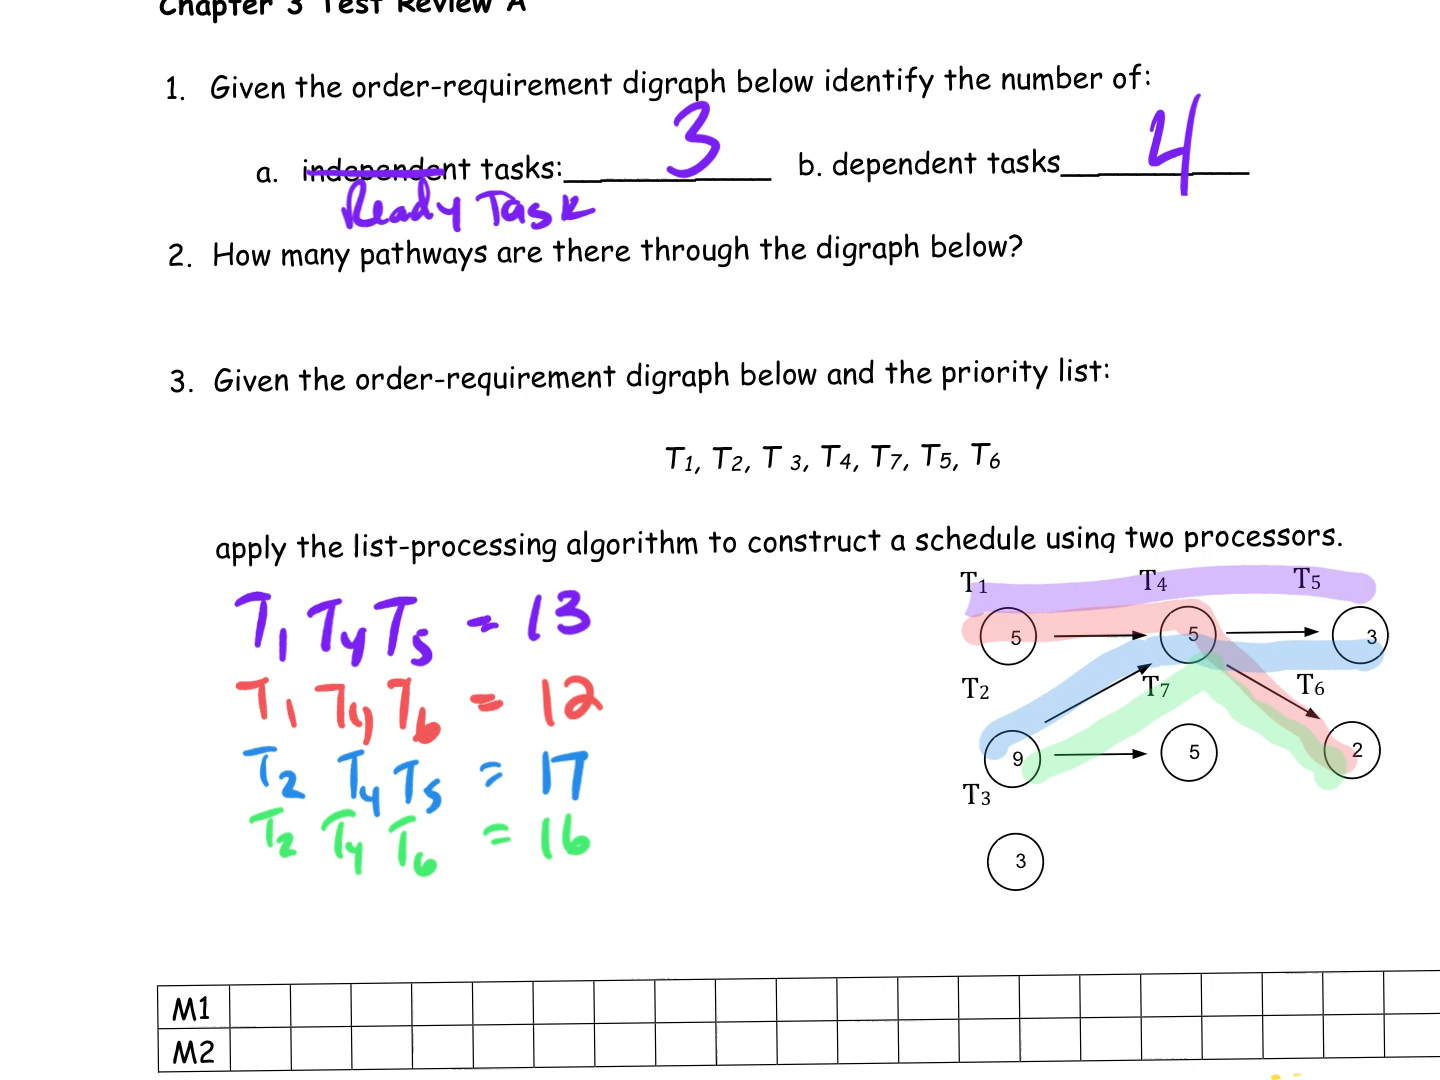 Chapter 3 Test Review A
1. Given the order-requirement digraph below identify the number of:
a. independent tasks: 3 b. dependent tasks 4
Ready Task
2. How many pathways are there through the digraph below?
3. Given the order-requirement digraph below and the priority list:
T1, T2, T 3, T4, T7, T5, T6
apply the list-processing algorithm to construct a schedule using two processors.
T1 T4 T5
T1 T4 T5 = 13
5 5 3
T1 T4 T6 = 12
T2 T7 T6
T2 T4 T5 = 17
9 5 2
T3
T2 T4 T6 = 16
3
M1
M2